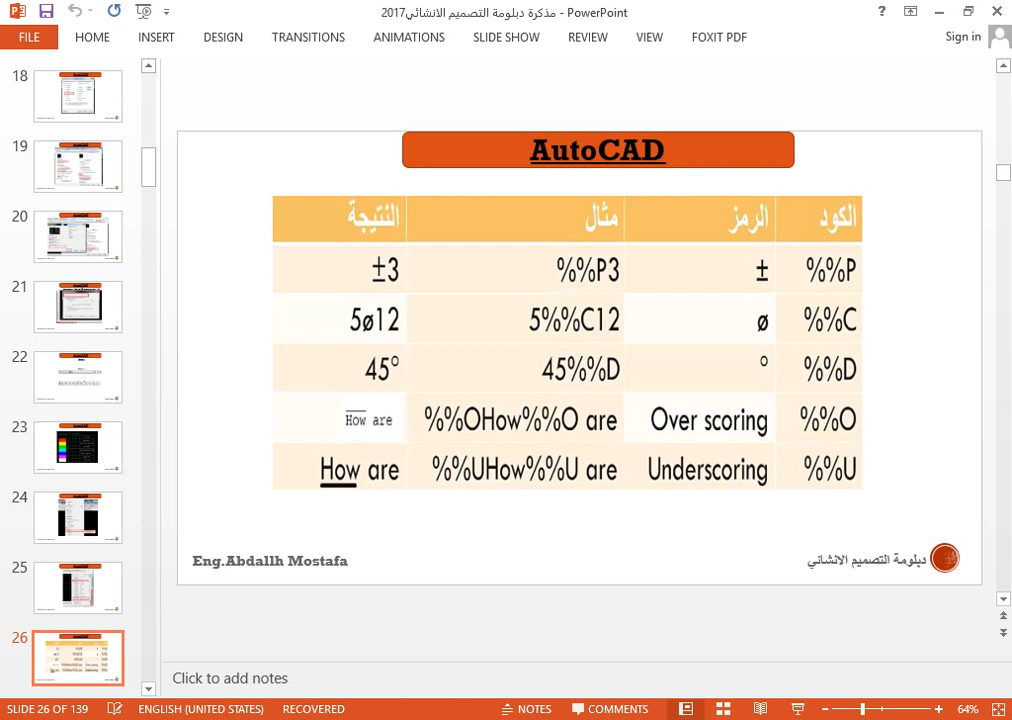 مذكرة دبلومة التصميم الانشائي2017 - PowerPoint
FILE HOME INSERT DESIGN TRANSITIONS ANIMATIONS SLIDE SHOW REVIEW VIEW FOXIT PDF Sign in
18
19
20
21
22
23
24
25
26
AutoCAD
الكود الرمز مثال النتيجة
%%P ± %%P3 ±3
%%C ø 5%%C12 5ø12
%%D ° 45%%D 45°
%%O Over scoring %%OHow%%O are How are
%%U Underscoring %%UHow%%U are How are
Eng.Abdallh Mostafa دبلومة التصميم الانشائي
Click to add notes
SLIDE 26 OF 139 ENGLISH (UNITED STATES) RECOVERED NOTES COMMENTS 64%